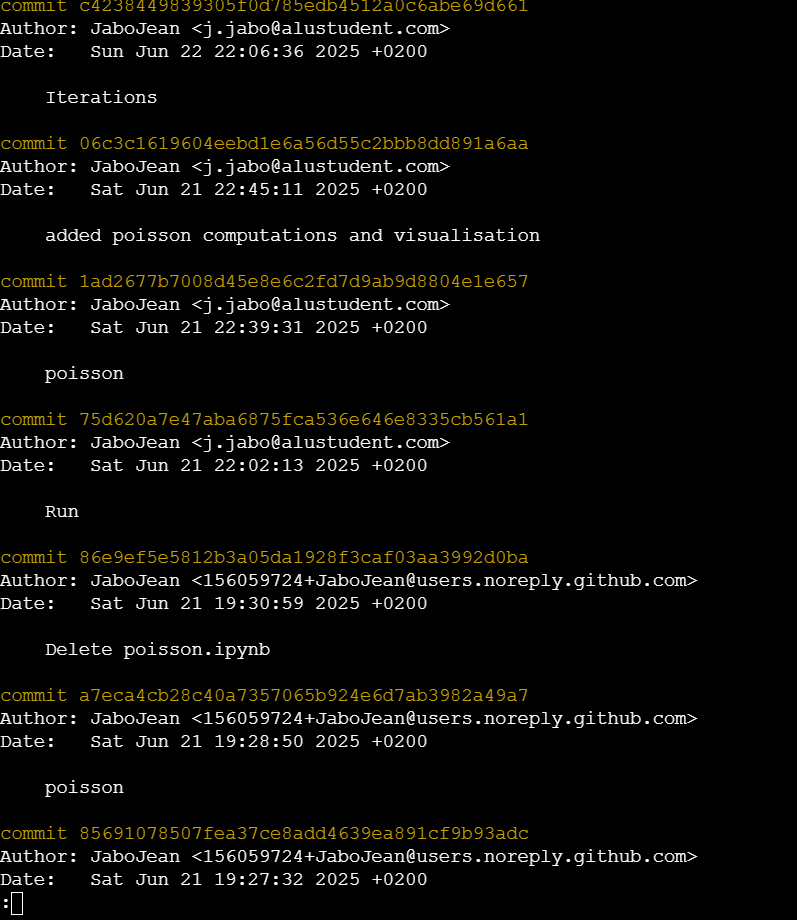 commit c4238449839305f0d785edb4512a0c6abe69d661
Author: JaboJean <j.jabo@alustudent.com>
Date:   Sun Jun 22 22:06:36 2025 +0200
Iterations
commit 06c3c1619604eebd1e6a56d55c2bbb8dd891a6aa
Author: JaboJean <j.jabo@alustudent.com>
Date:   Sat Jun 21 22:45:11 2025 +0200
added poisson computations and visualisation
commit 1ad2677b7008d45e8e6c2fd7d9ab9d8804e1e657
Author: JaboJean <j.jabo@alustudent.com>
Date:   Sat Jun 21 22:39:31 2025 +0200
poisson
commit 75d620a7e47aba6875fca536e646e8335cb561a1
Author: JaboJean <j.jabo@alustudent.com>
Date:   Sat Jun 21 22:02:13 2025 +0200
Run
commit 86e9ef5e5812b3a05da1928f3caf03aa3992d0ba
Author: JaboJean <156059724+JaboJean@users.noreply.github.com>
Date:   Sat Jun 21 19:30:59 2025 +0200
Delete poisson.ipynb
commit a7eca4cb28c40a7357065b924e6d7ab3982a49a7
Author: JaboJean <156059724+JaboJean@users.noreply.github.com>
Date:   Sat Jun 21 19:28:50 2025 +0200
poisson
commit 85691078507fea37ce8add4639ea891cf9b93adc
Author: JaboJean <156059724+JaboJean@users.noreply.github.com>
Date:   Sat Jun 21 19:27:32 2025 +0200
: